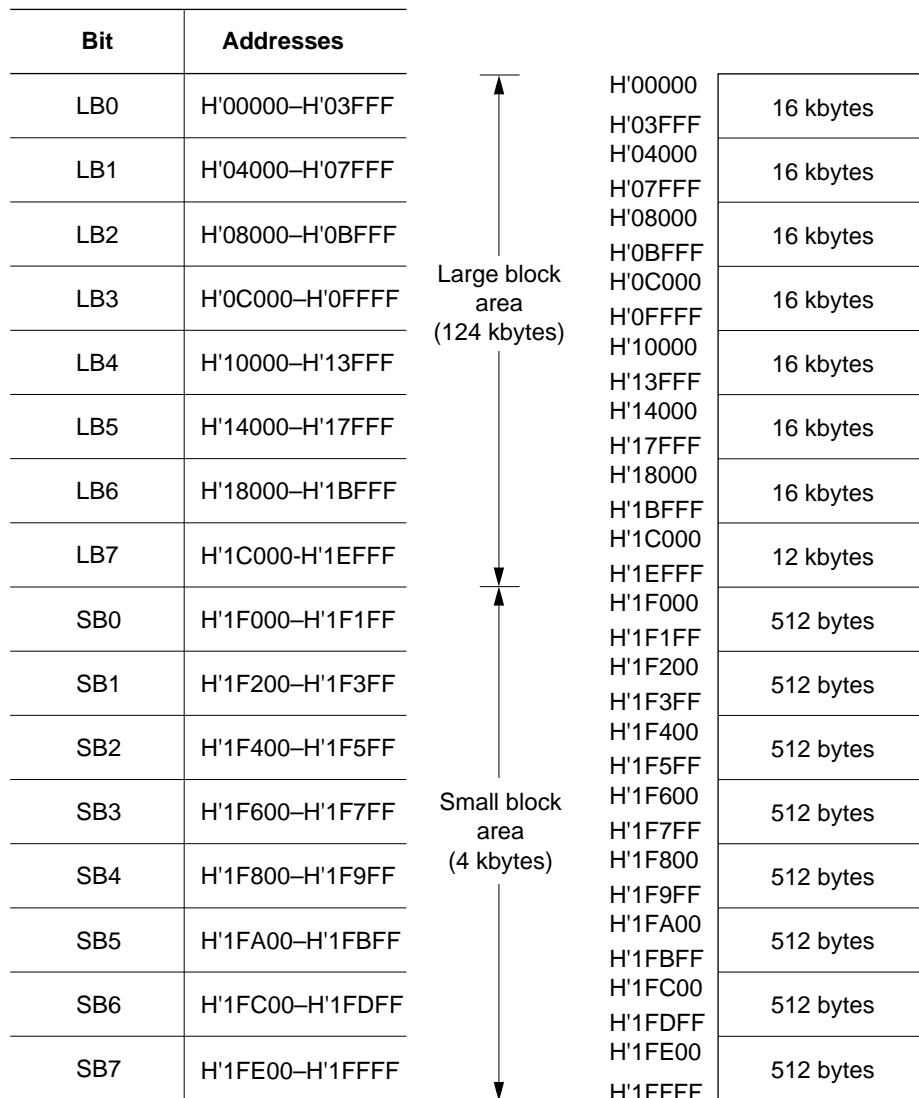 Bit Addresses
LB0 H'00000–H'03FFF
LB1 H'04000–H'07FFF
LB2 H'08000–H'0BFFF
LB3 H'0C000–H'0FFFF
LB4 H'10000–H'13FFF
LB5 H'14000–H'17FFF
LB6 H'18000–H'1BFFF
LB7 H'1C000-H'1EFFF
SB0 H'1F000–H'1F1FF
SB1 H'1F200–H'1F3FF
SB2 H'1F400–H'1F5FF
SB3 H'1F600–H'1F7FF
SB4 H'1F800–H'1F9FF
SB5 H'1FA00–H'1FBFF
SB6 H'1FC00–H'1FDFF
SB7 H'1FE00–H'1FFFF
Large block
area
(124 kbytes)
Small block
area
(4 kbytes)
H'00000
16 kbytes
H'03FFF
H'04000
16 kbytes
H'07FFF
H'08000
16 kbytes
H'0BFFF
H'0C000
16 kbytes
H'0FFFF
H'10000
16 kbytes
H'13FFF
H'14000
16 kbytes
H'17FFF
H'18000
16 kbytes
H'1BFFF
H'1C000
12 kbytes
H'1EFFF
H'1F000
512 bytes
H'1F1FF
H'1F200
512 bytes
H'1F3FF
H'1F400
512 bytes
H'1F5FF
H'1F600
512 bytes
H'1F7FF
H'1F800
512 bytes
H'1F9FF
H'1FA00
512 bytes
H'1FBFF
H'1FC00
512 bytes
H'1FDFF
H'1FE00
512 bytes
H'1FFFF